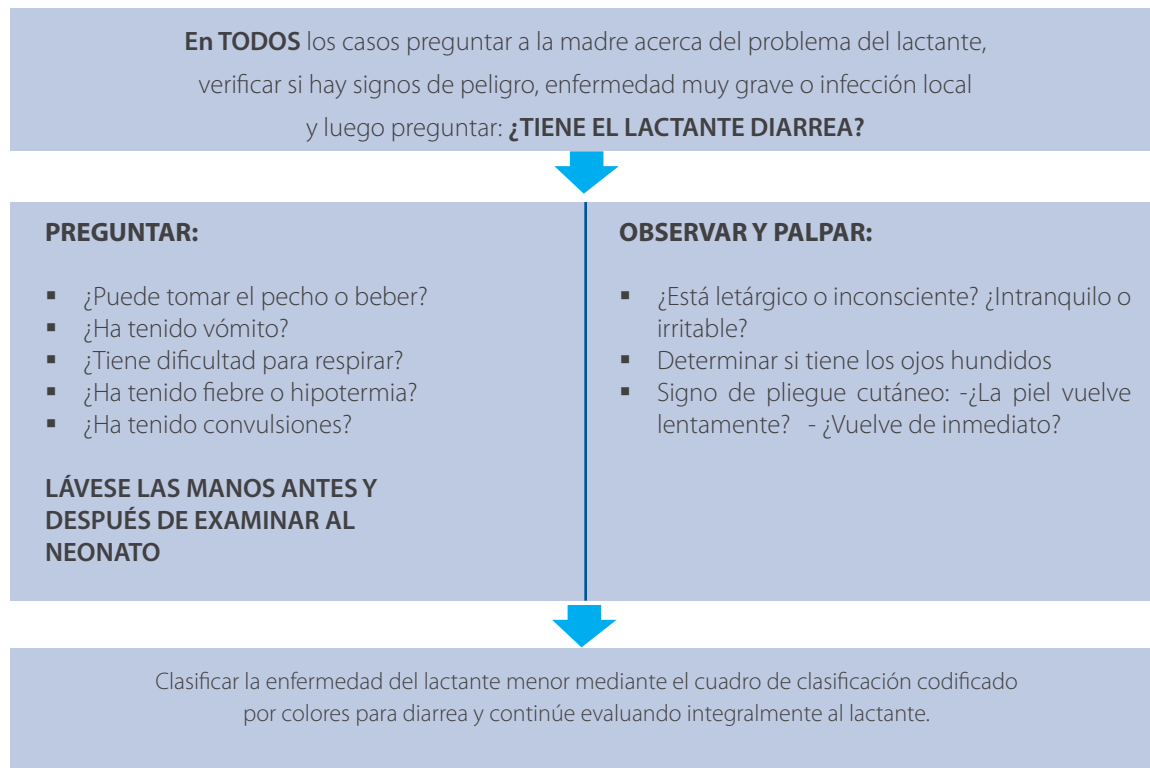 En TODOS los casos preguntar a la madre acerca del problema del lactante,
verificar si hay signos de peligro, enfermedad muy grave o infección local
y luego preguntar: ¿TIENE EL LACTANTE DIARREA?
PREGUNTAR:
▪ ¿Puede tomar el pecho o beber?
▪ ¿Ha tenido vómito?
▪ ¿Tiene dificultad para respirar?
▪ ¿Ha tenido fiebre o hipotermia?
▪ ¿Ha tenido convulsiones?
LÁVESE LAS MANOS ANTES Y
DESPUÉS DE EXAMINAR AL
NEONATO
OBSERVAR Y PALPAR:
▪ ¿Está letárgico o inconsciente? ¿Intranquilo o
irritable?
▪ Determinar si tiene los ojos hundidos
▪ Signo de pliegue cutáneo: -¿La piel vuelve
lentamente? - ¿Vuelve de inmediato?
Clasificar la enfermedad del lactante menor mediante el cuadro de clasificación codificado
por colores para diarrea y continúe evaluando integralmente al lactante.